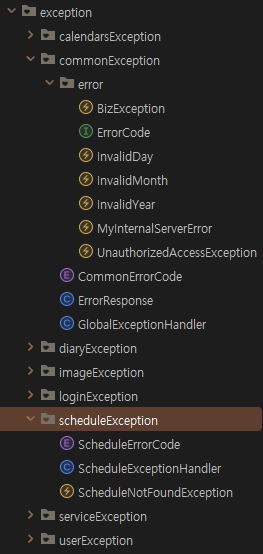 exception
calendarsException
commonException
error
BizException
ErrorCode
InvalidDay
InvalidMonth
InvalidYear
MyInternalServerError
UnauthorizedAccessException
CommonErrorCode
ErrorResponse
GlobalExceptionHandler
diaryException
imageException
loginException
scheduleException
ScheduleErrorCode
ScheduleExceptionHandler
ScheduleNotFoundException
serviceException
userException